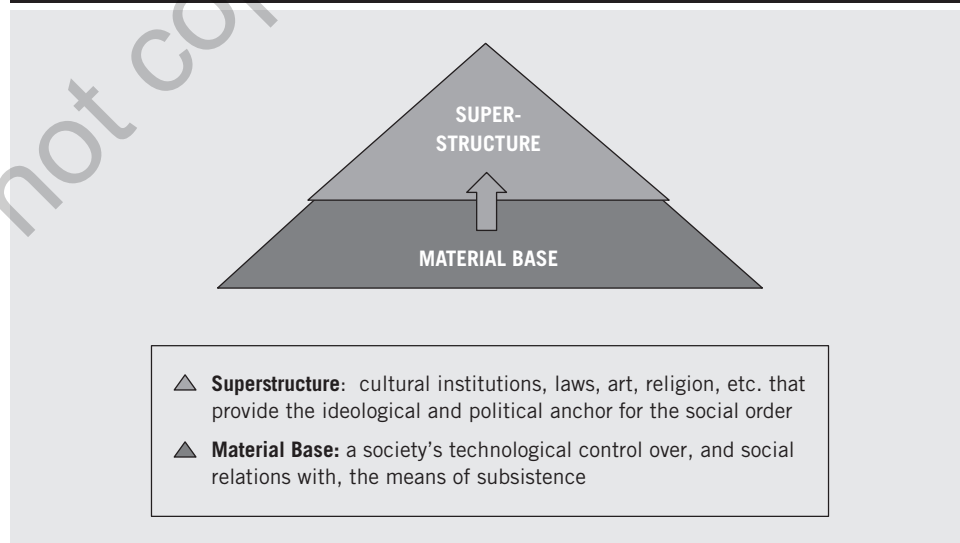 not cop
SUPER-
STRUCTURE
MATERIAL BASE
Superstructure: cultural institutions, laws, art, religion, etc. that
provide the ideological and political anchor for the social order
Material Base: a society’s technological control over, and social
relations with, the means of subsistence